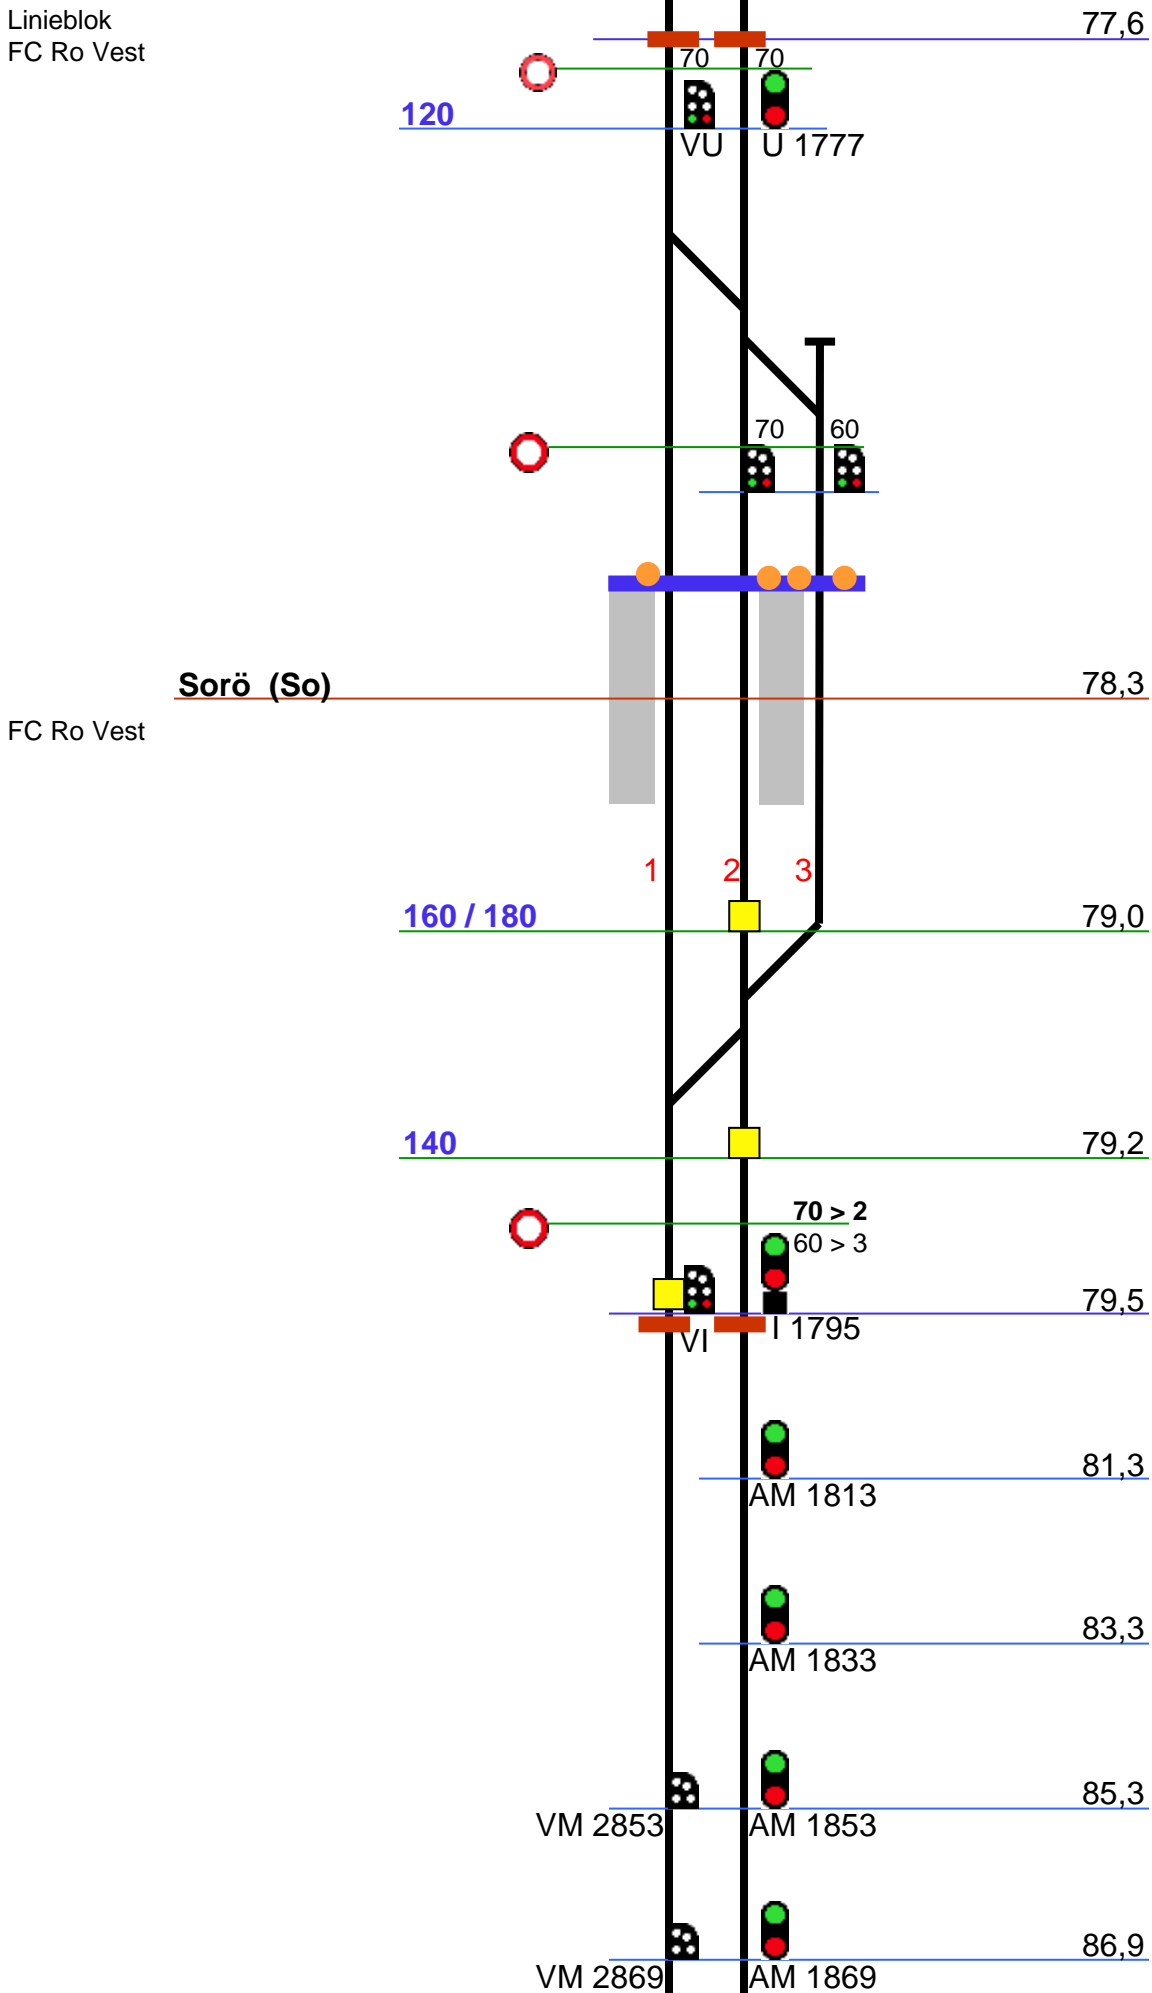 Linieblok
FC Ro Vest
77,6
70 70
120
VU U 1777
70 60
Sorö (So)
78,3
FC Ro Vest
1 2 3
160 / 180
79,0
140
79,2
70 > 2
60 > 3
79,5
VI I 1795
81,3
AM 1813
83,3
AM 1833
85,3
VM 2853 AM 1853
86,9
VM 2869 AM 1869